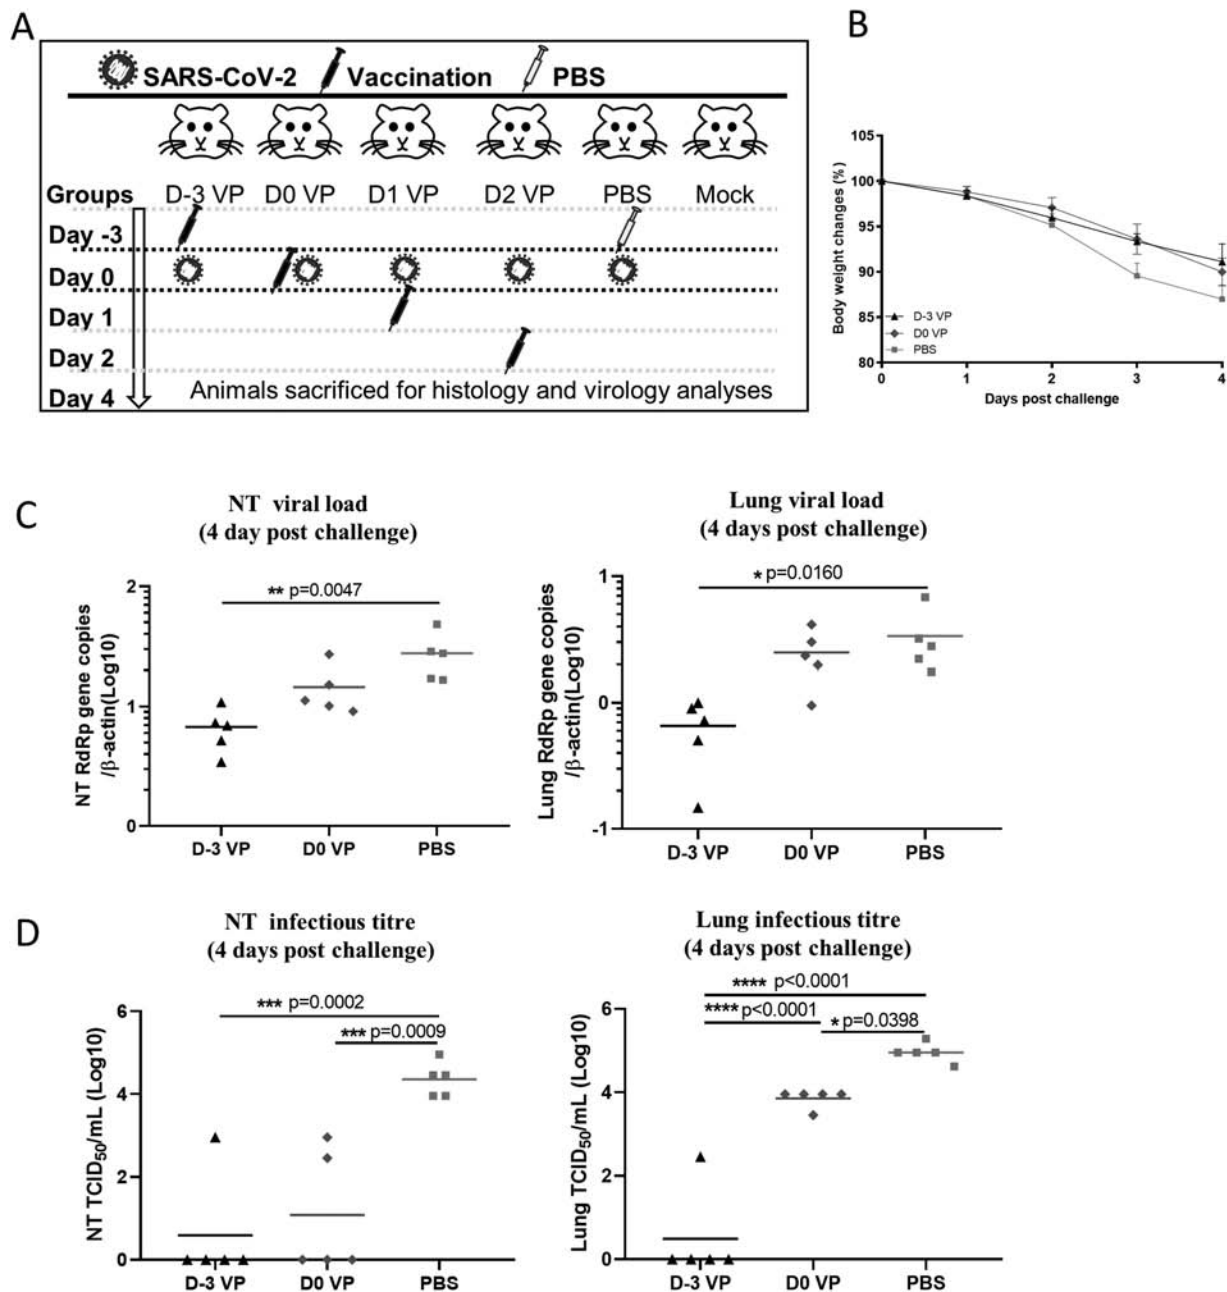 A
SARS-CoV-2 Vaccination PBS
Groups D-3 VP D0 VP D1 VP D2 VP PBS Mock
Day -3
Day 0
Day 1
Day 2
Day 4 Animals sacrificed for histology and virology analyses
B
Body weight changes (%)
105
100
95
90
85
80
D-3 VP
D0 VP
PBS
0 1 2 3 4
Days post challenge
C
NT viral load
(4 day post challenge)
NT RdRp gene copies
/β-actin(Log10)
2
1
0
** p=0.0047
D-3 VP D0 VP PBS
Lung viral load
(4 days post challenge)
Lung RdRp gene copies
/β-actin(Log10)
1
0
-1
* p=0.0160
D-3 VP D0 VP PBS
D
NT infectious titre
(4 days post challenge)
NT TCID50/mL (Log10)
6
4
2
0
*** p=0.0002
*** p=0.0009
D-3 VP D0 VP PBS
Lung infectious titre
(4 days post challenge)
Lung TCID50/mL (Log10)
6
4
2
0
**** p<0.0001
**** p<0.0001
* p=0.0398
D-3 VP D0 VP PBS